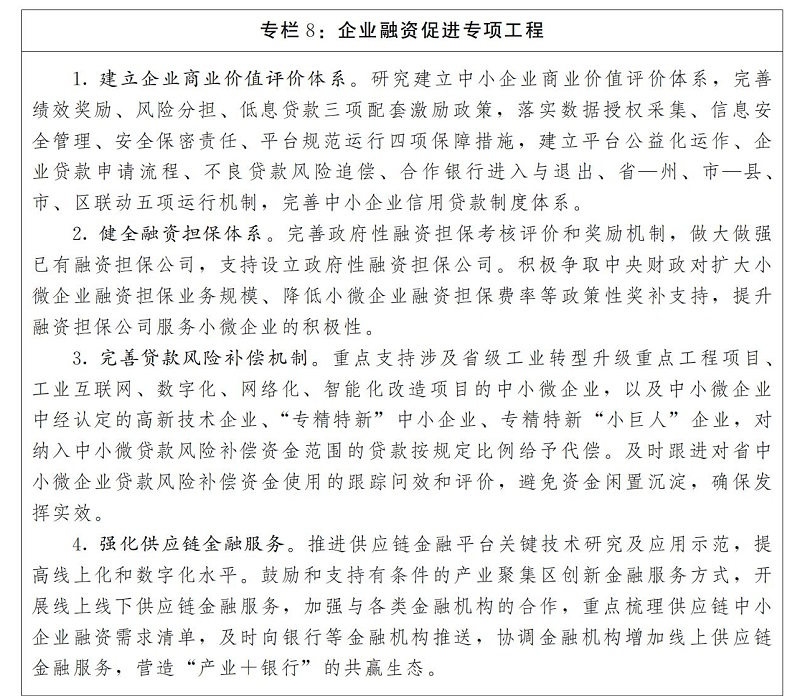 专栏 8：企业融资促进专项工程
1. 建立企业商业价值评价体系。研究建立中小企业商业价值评价体系，完善
绩效奖励、风险分担、低息贷款三项配套激励政策，落实数据授权采集、信息安
全管理、安全保密责任、平台规范运行四项保障措施，建立平台公益化运作、企
业贷款申请流程、不良贷款风险追偿、合作银行进入与退出、省—州、市—县、
市、区联动五项运行机制，完善中小企业信用贷款制度体系。
2. 健全融资担保体系。完善政府性融资担保考核评价和奖励机制，做大做强
已有融资担保公司，支持设立政府性融资担保公司。积极争取中央财政对扩大小
微企业融资担保业务规模、降低小微企业融资担保费率等政策性奖补支持，提升
融资担保公司服务小微企业的积极性。
3. 完善贷款风险补偿机制。重点支持涉及省级工业转型升级重点工程项目、
工业互联网、数字化、网络化、智能化改造项目的中小微企业，以及中小微企业
中经认定的高新技术企业、“专精特新”中小企业、专精特新“小巨人”企业，对
纳入中小微贷款风险补偿资金范围的贷款按规定比例给予代偿。及时跟进对省中
小微企业贷款风险补偿资金使用的跟踪问效和评价，避免资金闲置沉淀，确保发
挥实效。
4. 强化供应链金融服务。推进供应链金融平台关键技术研究及应用示范，提
高线上化和数字化水平。鼓励和支持有条件的产业聚集区创新金融服务方式，开
展线上线下供应链金融服务，加强与各类金融机构的合作，重点梳理供应链中小
企业融资需求清单，及时向银行等金融机构推送，协调金融机构增加线上供应链
金融服务，营造“产业＋银行”的共赢生态。